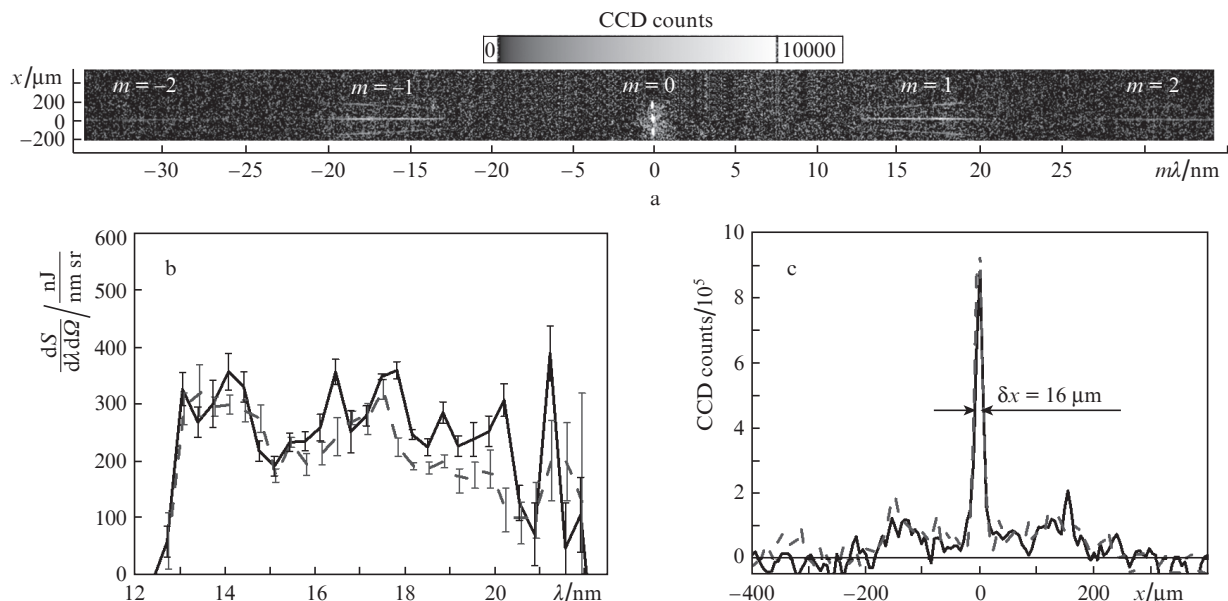 CCD counts
0 10000
x/μm
m = –2 m = –1 m = 0 m = 1 m = 2
200
0
–200
–30 –20 –15 –20 –5 0 5 10 15 20 25 mλ/nm
a
600
500
400
300
200
100
0
dS/dλdΩ / nJ/nm sr
b
12 14 16 18 20 λ/nm
10
8
6
4
2
0
CCD counts/10⁵
c
δx = 16 μm
–400 –200 0 200 x/μm